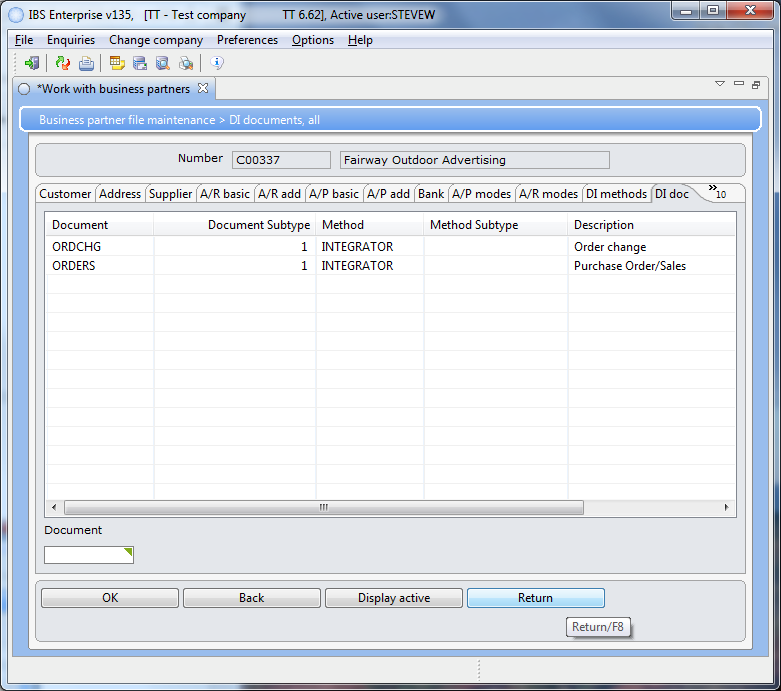 IBS Enterprise v135, [TT - Test company TT 6.62], Active user:STEVEW
File Enquiries Change company Preferences Options Help
*Work with business partners
Business partner file maintenance > DI documents, all
Number C00337 Fairway Outdoor Advertising
Customer Address Supplier A/R basic A/R add A/P basic A/P add Bank A/P modes A/R modes DI methods DI doc »10
Document Document Subtype Method Method Subtype Description
ORDCHG 1 INTEGRATOR Order change
ORDERS 1 INTEGRATOR Purchase Order/Sales
Document
OK Back Display active Return
Return/F8